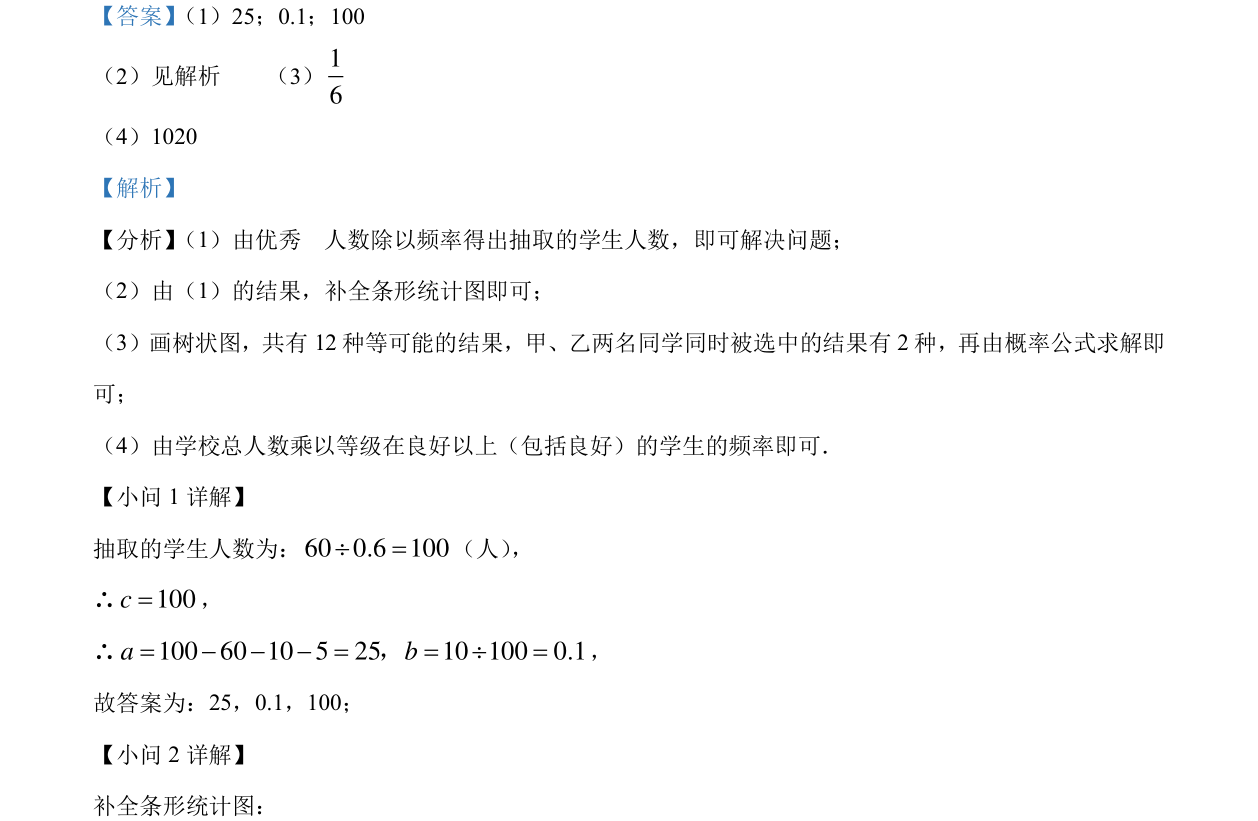 【答案】（1）25；0.1；100
（2）见解析 （3）1/6
（4）1020
【解析】
【分析】（1）由优秀 人数除以频率得出抽取的学生人数，即可解决问题；
（2）由（1）的结果，补全条形统计图即可；
（3）画树状图，共有 12 种等可能的结果，甲、乙两名同学同时被选中的结果有 2 种，再由概率公式求解即
可；
（4）由学校总人数乘以等级在良好以上（包括良好）的学生的频率即可．
【小问 1 详解】
抽取的学生人数为：60÷0.6＝100（人），
∴c＝100，
∴a＝100−60−10−5＝25，b＝10÷100＝0.1，
故答案为：25，0.1，100；
【小问 2 详解】
补全条形统计图：